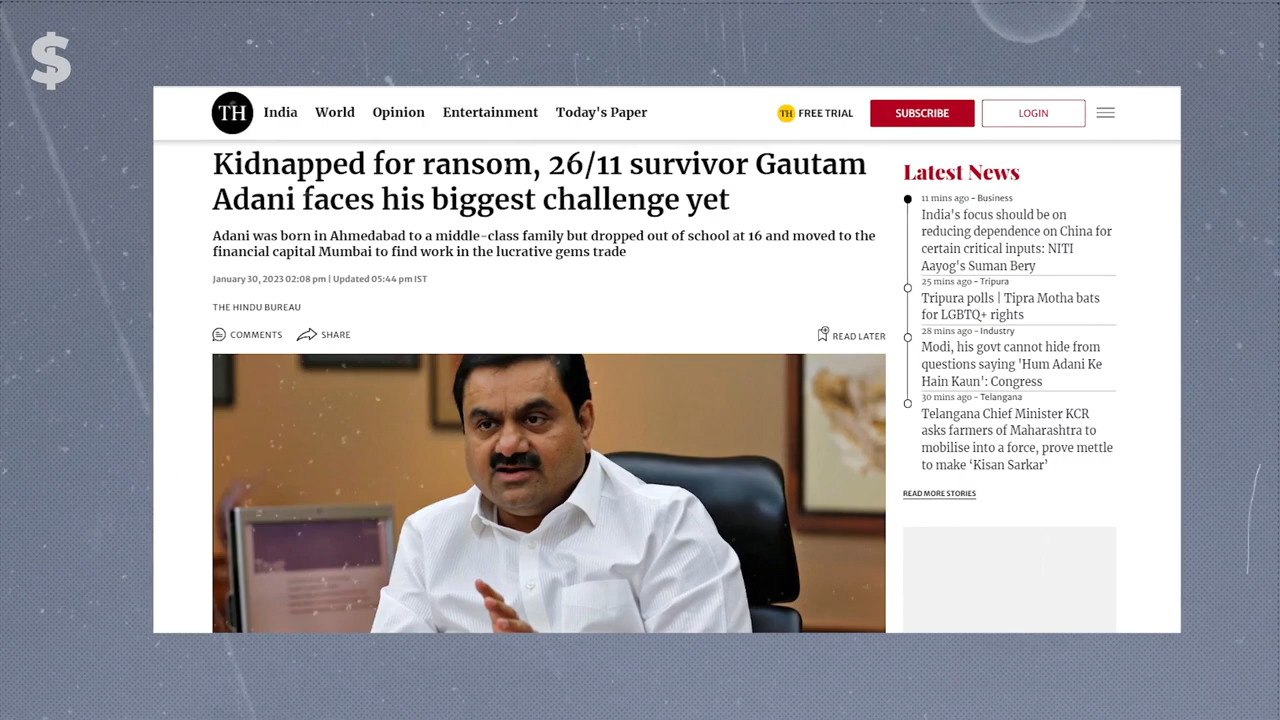 $
TH
India
World
Opinion
Entertainment
Today's Paper
TH FREE TRIAL
SUBSCRIBE
LOGIN
Kidnapped for ransom, 26/11 survivor Gautam
Adani faces his biggest challenge yet
Adani was born in Ahmedabad to a middle-class family but dropped out of school at 16 and moved to the
financial capital Mumbai to find work in the lucrative gems trade
January 30, 2023 02:08 pm | Updated 05:44 pm IST
THE HINDU BUREAU
COMMENTS
SHARE
READ LATER
Latest News
11 mins ago - Business
India's focus should be on
reducing dependence on China for
certain critical inputs: NITI
Aayog's Suman Bery
25 mins ago - Tripura
Tripura polls | Tipra Motha bats
for LGBTQ+ rights
28 mins ago - Industry
Modi, his govt cannot hide from
questions saying 'Hum Adani Ke
Hain Kaun': Congress
30 mins ago - Telangana
Telangana Chief Minister KCR
asks farmers of Maharashtra to
mobilise into a force, prove mettle
to make ‘Kisan Sarkar’
READ MORE STORIES